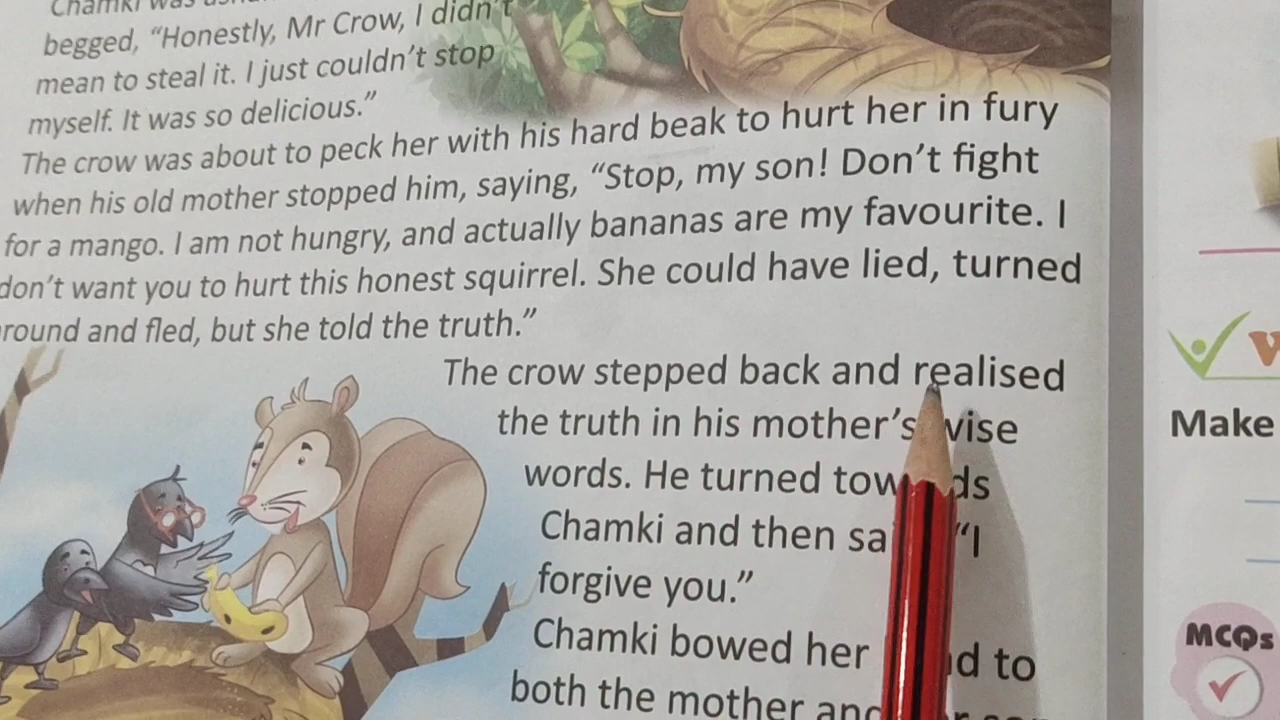 Chamki was
begged, “Honestly, Mr Crow, I didn’t
mean to steal it. I just couldn’t stop
myself. It was so delicious.”
The crow was about to peck her with his hard beak to hurt her in fury
when his old mother stopped him, saying, “Stop, my son! Don’t fight
for a mango. I am not hungry, and actually bananas are my favourite. I
don’t want you to hurt this honest squirrel. She could have lied, turned
round and fled, but she told the truth.”
The crow stepped back and realised
the truth in his mother’s wise
words. He turned tow ds
Chamki and then sa “I
forgive you.”
Chamki bowed her d to
both the mother and
Make
MCQs